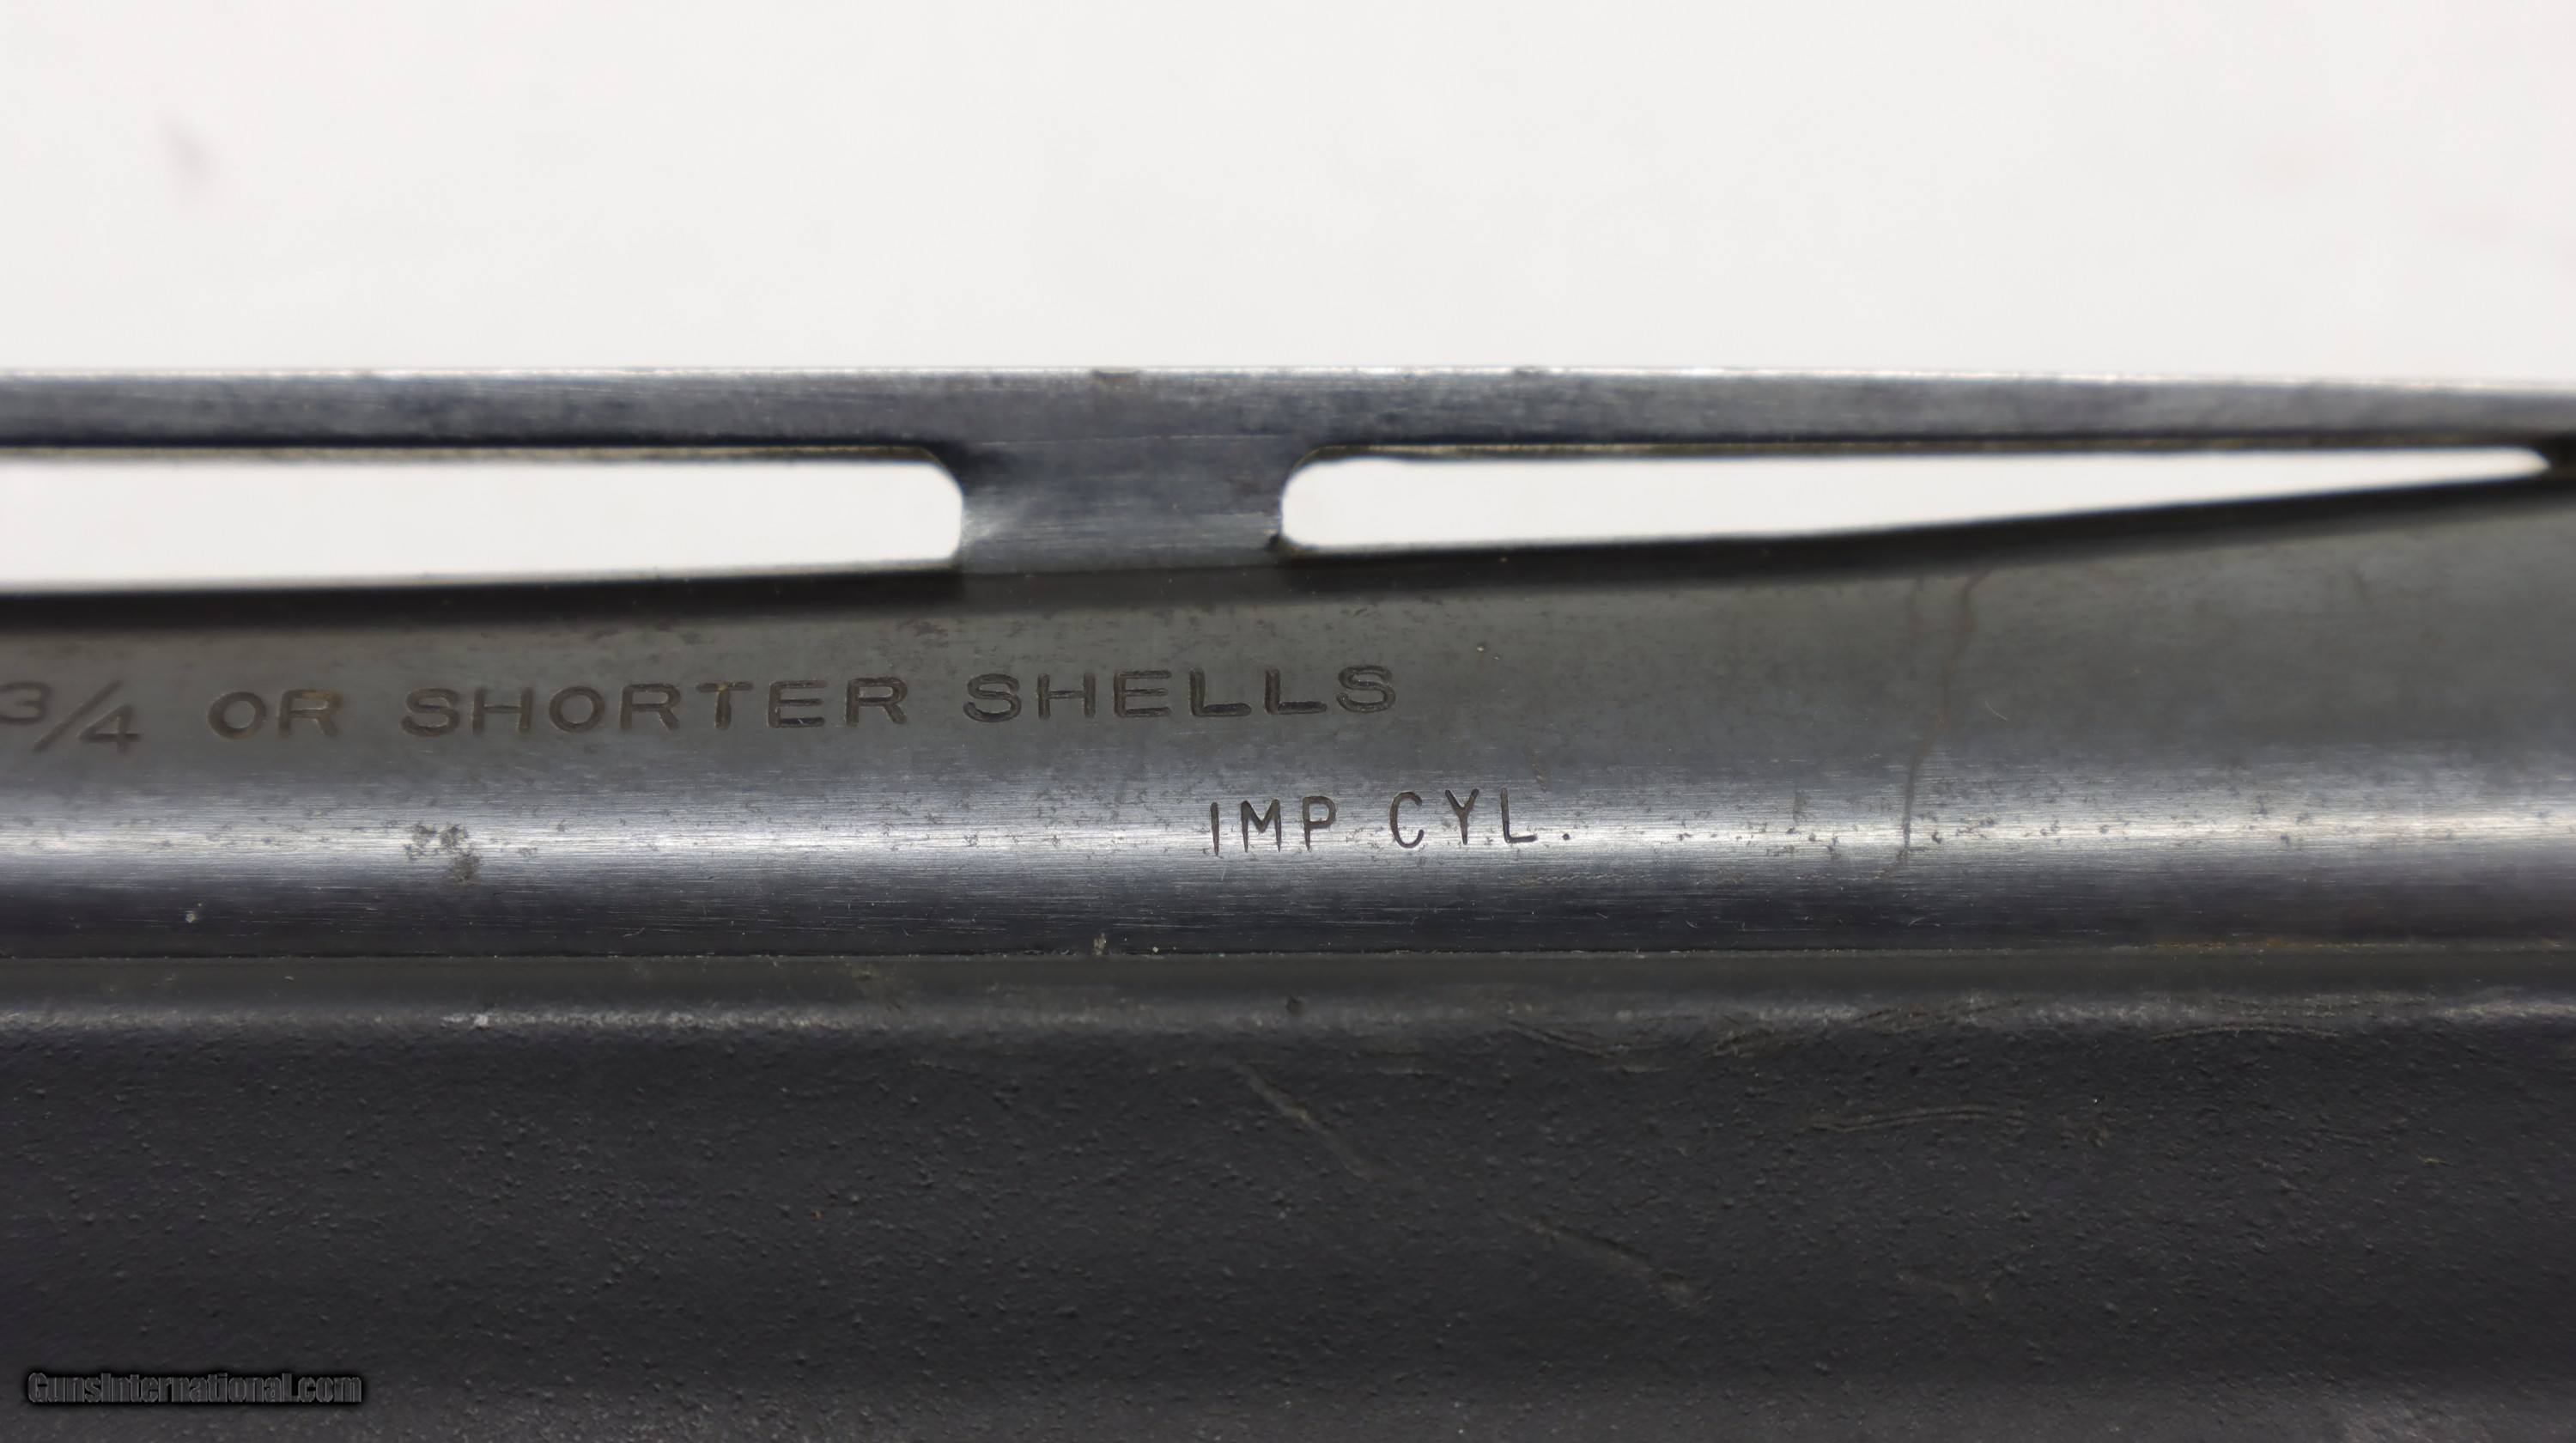 3/4 OR SHORTER SHELLS
IMP CYL.
GunsInternational.com